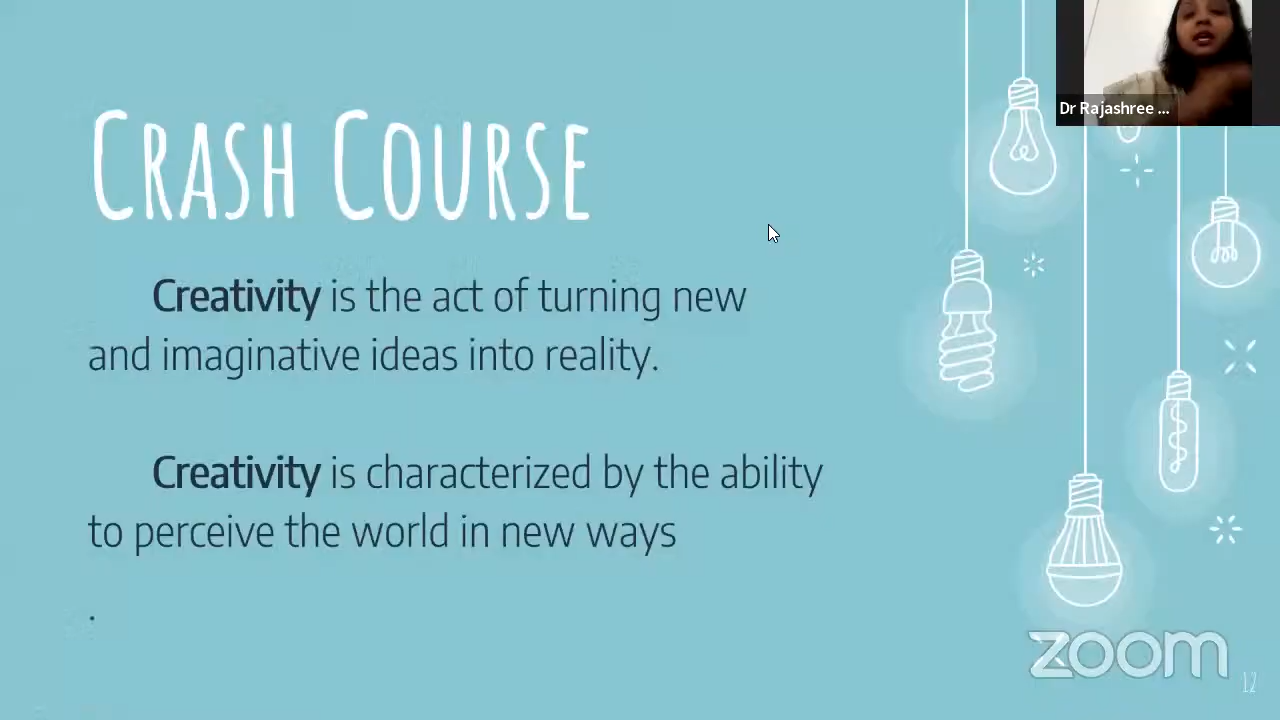 Crash Course
Creativity is the act of turning new
and imaginative ideas into reality.
Creativity is characterized by the ability
to perceive the world in new ways
.
Dr Rajashree ...
zoom
12